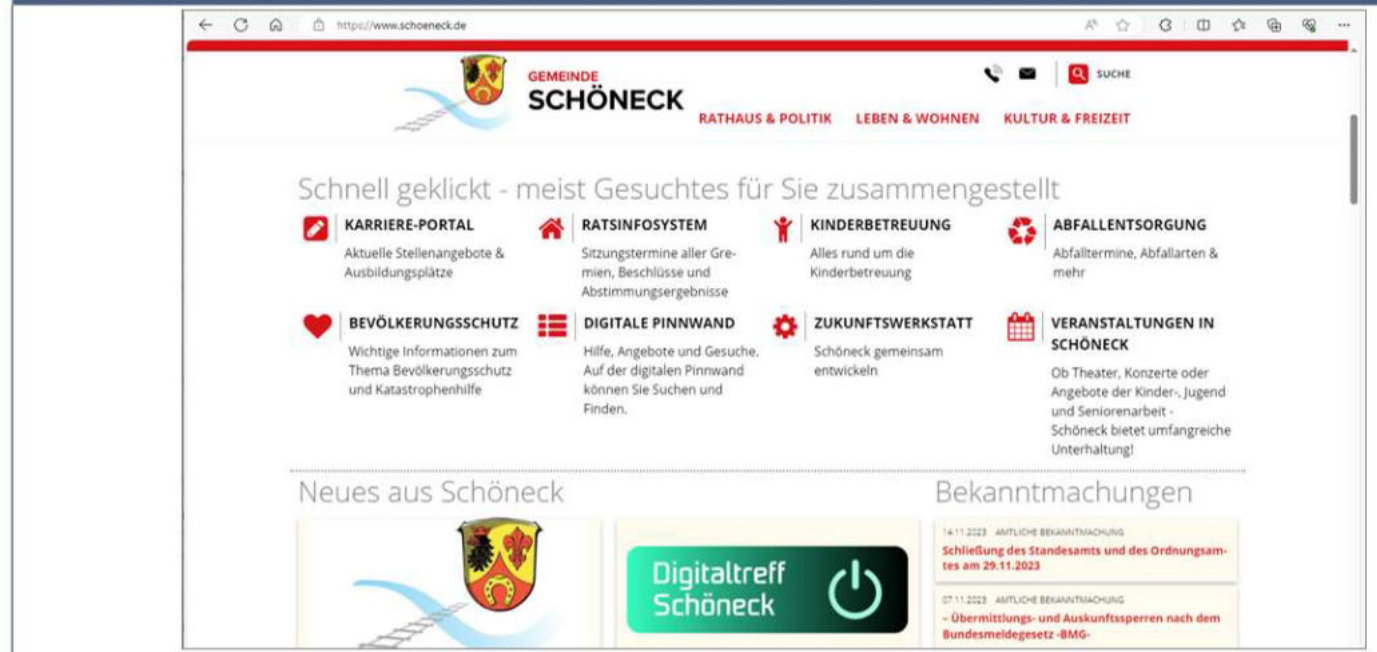 https://www.schoeneck.de
GEMEINDE
SCHÖNECK
SUCHE
RATHAUS & POLITIK LEBEN & WOHNEN KULTUR & FREIZEIT
Schnell geklickt - meist Gesuchtes für Sie zusammengestellt
KARRIERE-PORTAL
Aktuelle Stellenangebote &
Ausbildungsplätze
RATSINFOSYSTEM
Sitzungstermine aller Gre-
mien, Beschlüsse und
Abstimmungsergebnisse
KINDERBETREUUNG
Alles rund um die
Kinderbetreuung
ABFALLENTSORGUNG
Abfalltermine, Abfallarten &
mehr
BEVÖLKERUNGSSCHUTZ
Wichtige Informationen zum
Thema Bevölkerungsschutz
und Katastrophenhilfe
DIGITALE PINNWAND
Hilfe, Angebote und Gesuche.
Auf der digitalen Pinnwand
können Sie Suchen und
Finden.
ZUKUNFTSWERKSTATT
Schöneck gemeinsam
entwickeln
VERANSTALTUNGEN IN
SCHÖNECK
Ob Theater, Konzerte oder
Angebote der Kinder-, Jugend
und Seniorenarbeit -
Schöneck bietet umfangreiche
Unterhaltung!
Neues aus Schöneck
Digitaltreff
Schöneck
Bekanntmachungen
14.11.2023 AMTLICHE BEKANNTMACHUNG
Schließung des Standesamts und des Ordnungsam-
tes am 29.11.2023
07.11.2023 AMTLICHE BEKANNTMACHUNG
– Übermittlungs- und Auskunftssperren nach dem
Bundesmeldegesetz -BMG-